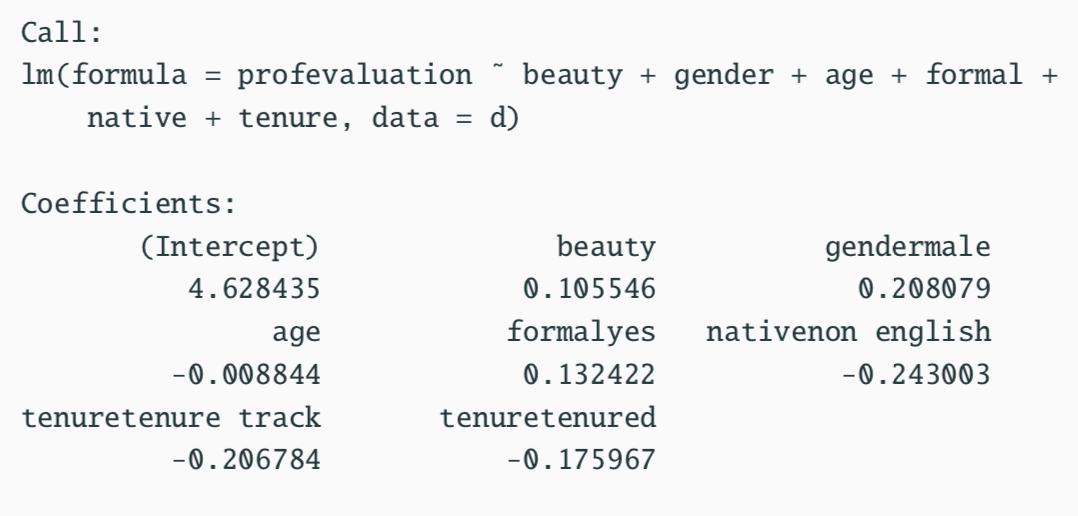 Call:
lm(formula = profevaluation ~ beauty + gender + age + formal +
    native + tenure, data = d)

Coefficients:
       (Intercept)              beauty          gendermale
          4.628435            0.105546            0.208079
               age           formalyes   nativenon english
         -0.008844            0.132422           -0.243003
tenuretenure track       tenuretenured
         -0.206784           -0.175967